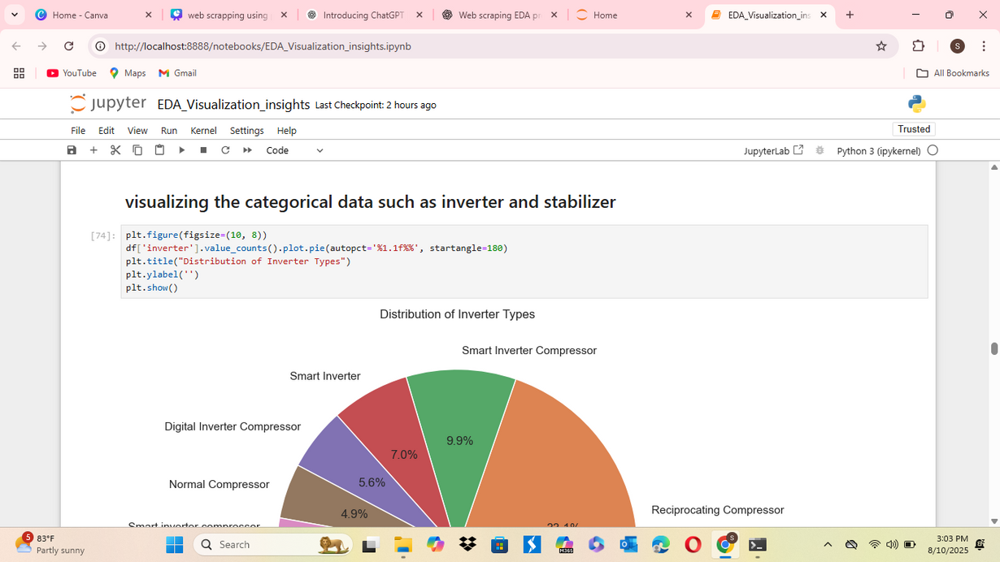 Home - Canva
web scrapping using
Introducing ChatGPT
Web scraping EDA pr
Home
EDA_Visualization_ins
http://localhost:8888/notebooks/EDA_Visualization_insights.ipynb
S
YouTube
Maps
Gmail
All Bookmarks
jupyter EDA_Visualization_insights Last Checkpoint: 2 hours ago
File Edit View Run Kernel Settings Help
Trusted
Code
JupyterLab
Python 3 (ipykernel)
visualizing the categorical data such as inverter and stabilizer
[74]:
plt.figure(figsize=(10, 8))
df['inverter'].value_counts().plot.pie(autopct='%1.1f%%', startangle=180)
plt.title("Distribution of Inverter Types")
plt.ylabel('')
plt.show()
Distribution of Inverter Types
Smart Inverter Compressor
Smart Inverter
Digital Inverter Compressor
9.9%
7.0%
5.6%
Normal Compressor
4.9%
Reciprocating Compressor
Smart inverter compressor
5
83°F
Partly sunny
Search
M365
S
3:03 PM
8/10/2025